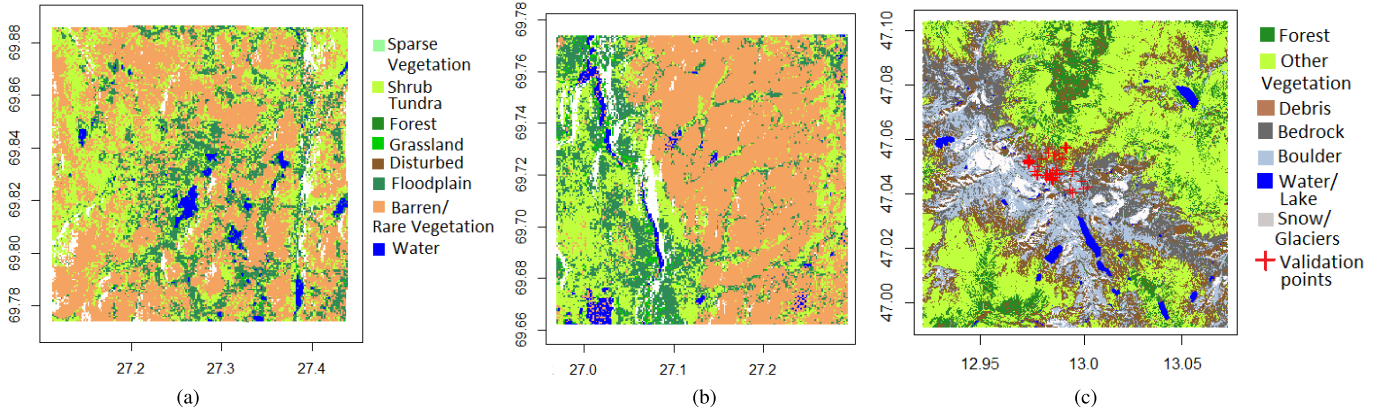 69.88
69.86
69.84
69.82
69.80
69.78
27.2
27.3
27.4
(a)
Sparse
Vegetation
Shrub
Tundra
Forest
Grassland
Disturbed
Floodplain
Barren/
Rare Vegetation
Water
69.78
69.76
69.74
69.72
69.70
69.68
69.66
27.0
27.1
27.2
(b)
47.10
47.08
47.06
47.04
47.02
47.00
12.95
13.0
13.05
(c)
Forest
Other
Vegetation
Debris
Bedrock
Boulder
Water/
Lake
Snow/
Glaciers
Validation
points